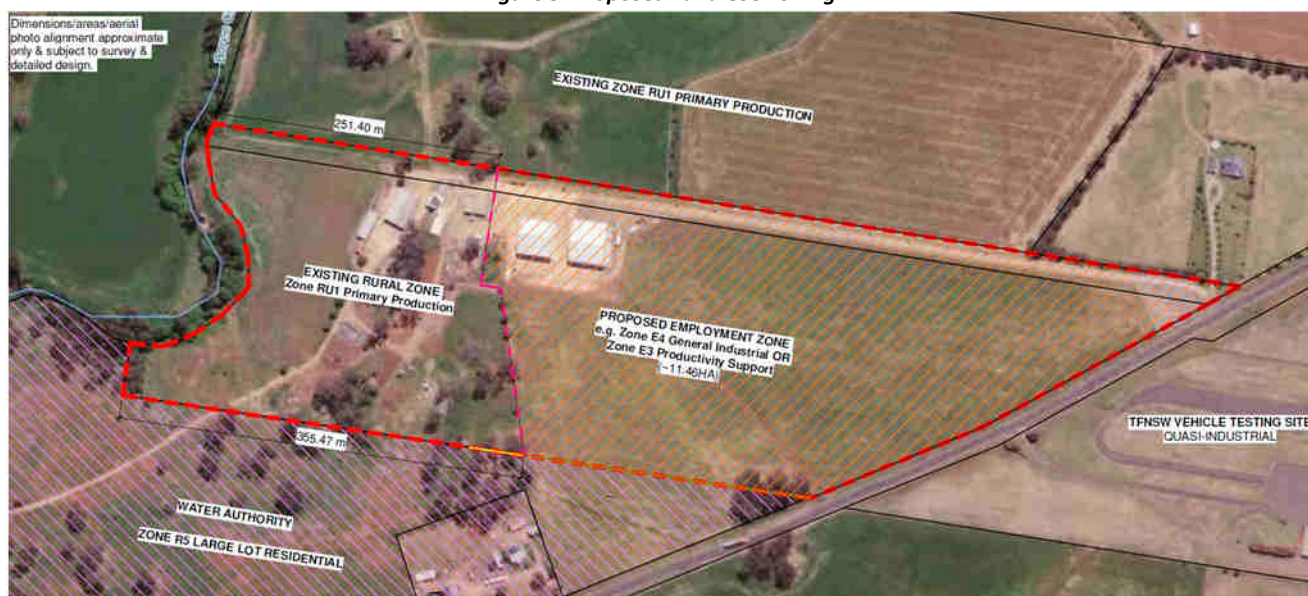 Dimensions/areas/aerial
photo alignment approximate
only & subject to survey &
detailed design.
EXISTING ZONE RU1 PRIMARY PRODUCTION
251.40 m
EXISTING RURAL ZONE
Zone RU1 Primary Production
PROPOSED EMPLOYMENT ZONE
e.g. Zone E4 General Industrial OR
Zone E3 Productivity Support
(~11.46HA)
TFNSW VEHICLE TESTING SITE
QUASI-INDUSTRIAL
355.47 m
WATER AUTHORITY
ZONE R5 LARGE LOT RESIDENTIAL